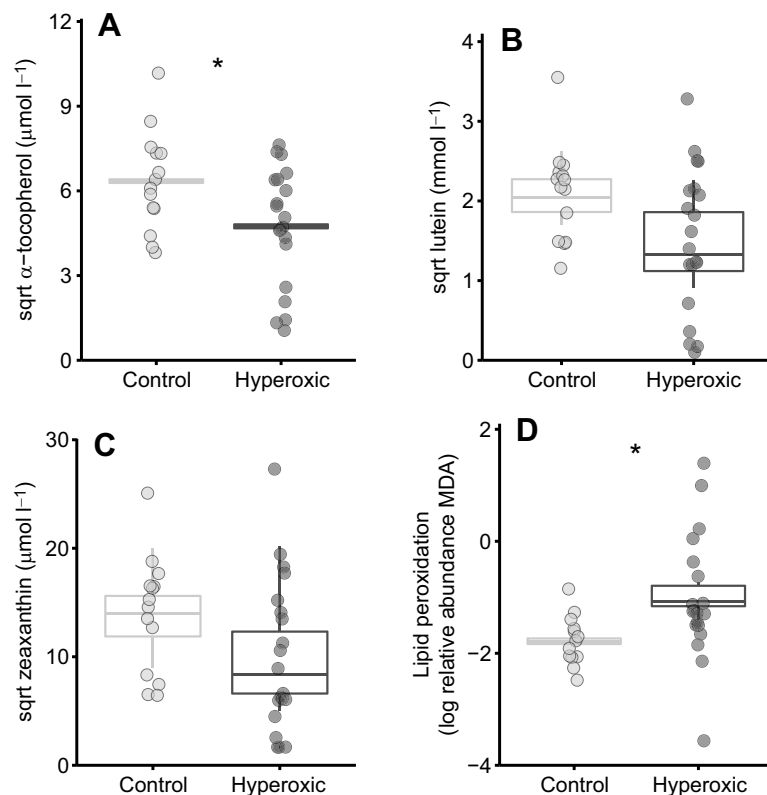 A
sqrt α−tocopherol (μmol l⁻¹)
12
9
6
3
0
*
Control
Hyperoxic
B
sqrt lutein (mmol l⁻¹)
4
3
2
1
0
Control
Hyperoxic
C
sqrt zeaxanthin (μmol l⁻¹)
30
20
10
0
Control
Hyperoxic
D
Lipid peroxidation
(log relative abundance MDA)
2
0
−2
−4
*
Control
Hyperoxic